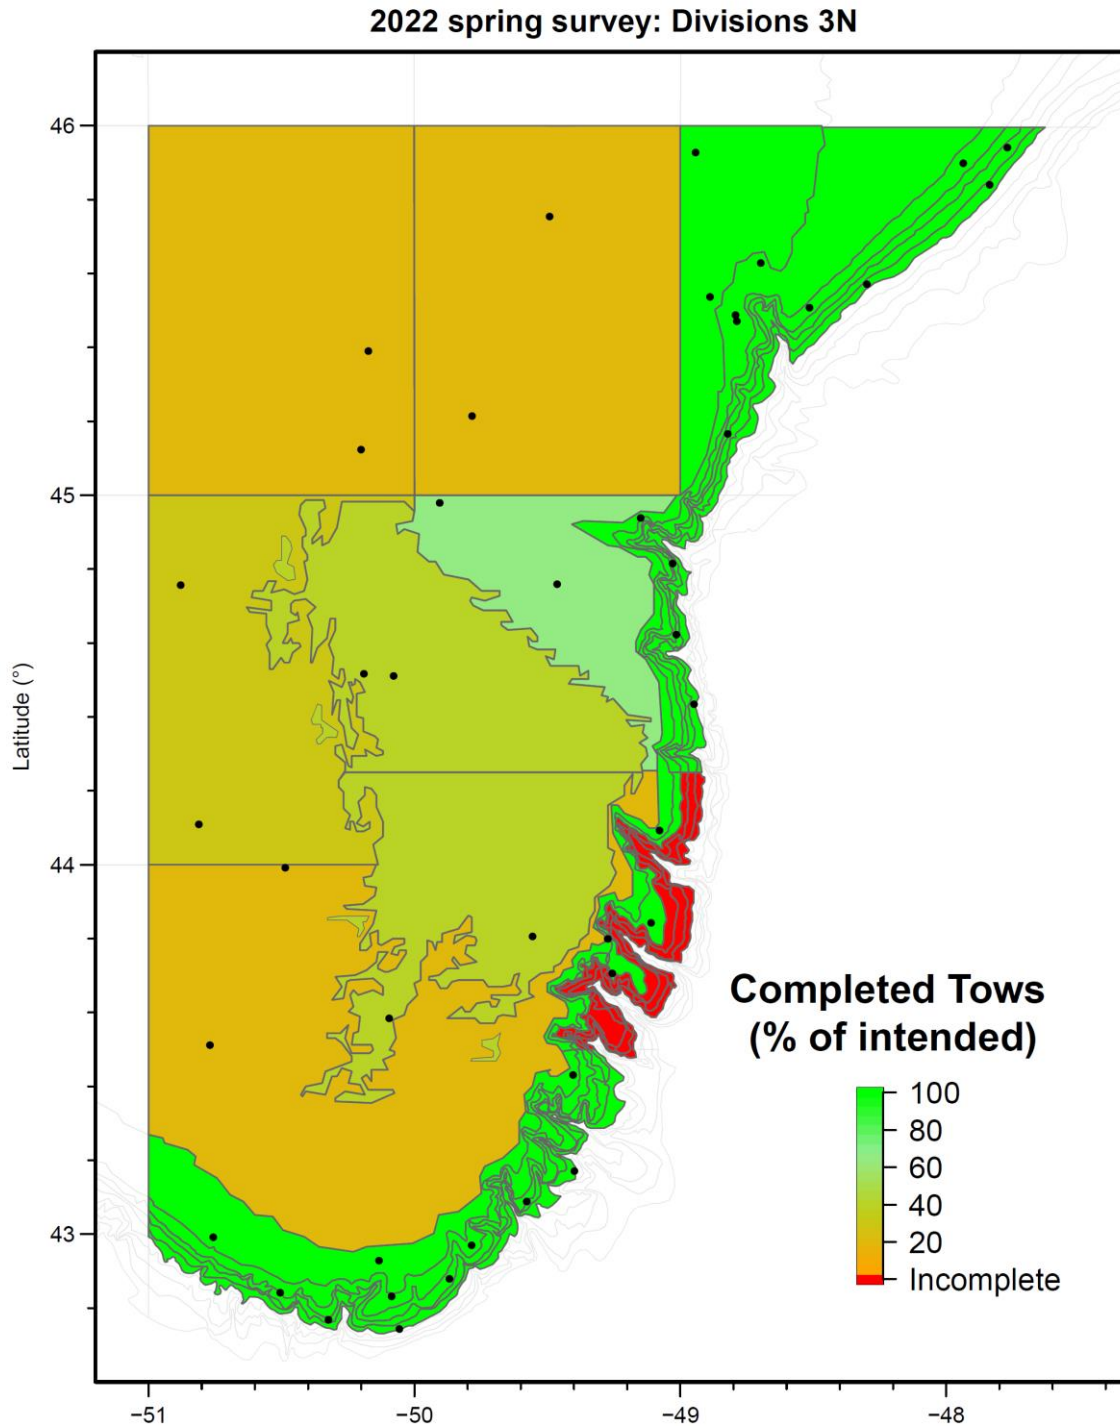 2022 spring survey: Divisions 3N
46
45
Latitude (°)
44
43
Completed Tows
(% of intended)
100
80
60
40
20
Incomplete
−51
−50
−49
−48